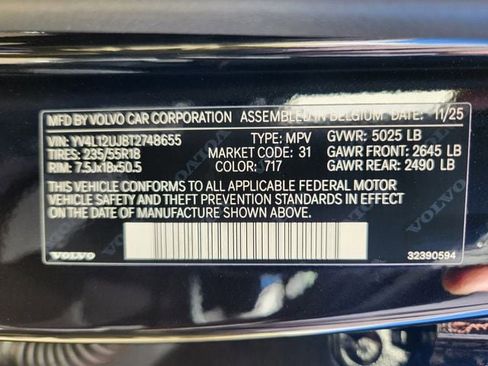 MFD BY VOLVO CAR CORPORATION ASSEMBLED IN BELGIUM DATE: 11/25
VIN: YV4L12UJ8T2748655 TYPE: MPV GVWR: 5025 LB
TIRES: 235/55R18 MARKET CODE: 31 GAWR FRONT: 2645 LB
RIM: 7.5Jx18x50.5 COLOR: 717 GAWR REAR: 2490 LB
THIS VEHICLE CONFORMS TO ALL APPLICABLE FEDERAL MOTOR
VEHICLE SAFETY AND THEFT PREVENTION STANDARDS IN EFFECT
ON THE DATE OF MANUFACTURE SHOWN ABOVE.
VOLVO 32390594